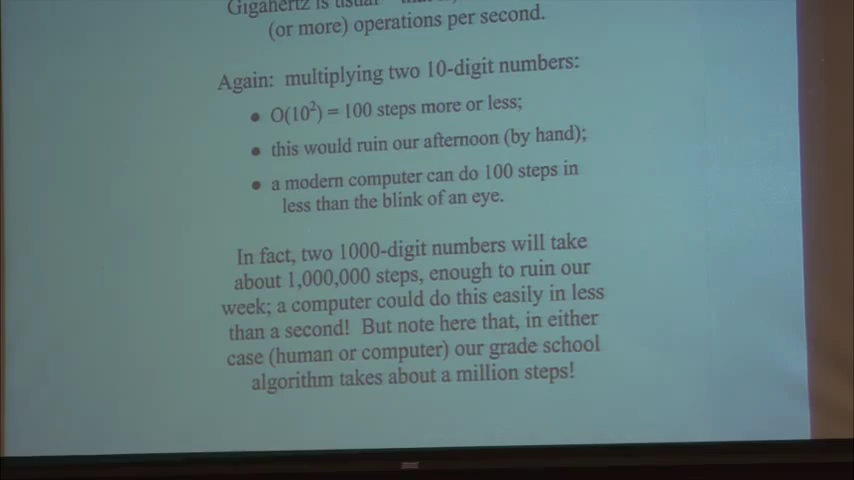 Gigahertz is usual
(or more) operations per second.
Again: multiplying two 10-digit numbers:
• O(10²) = 100 steps more or less;
• this would ruin our afternoon (by hand);
• a modern computer can do 100 steps in
less than the blink of an eye.
In fact, two 1000-digit numbers will take
about 1,000,000 steps, enough to ruin our
week; a computer could do this easily in less
than a second! But note here that, in either
case (human or computer) our grade school
algorithm takes about a million steps!